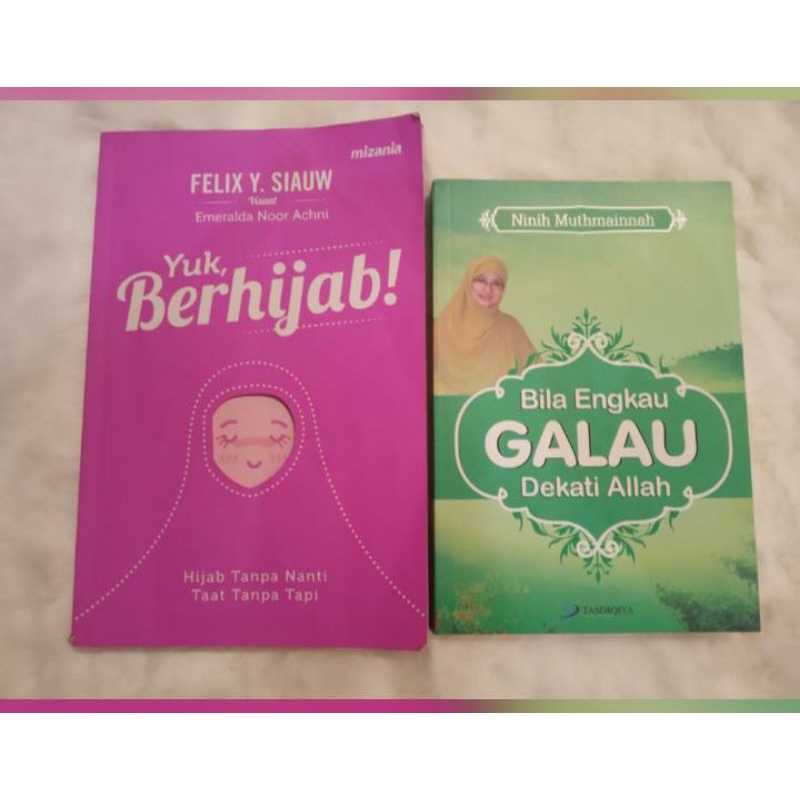 mizania
FELIX Y. SIAUW
Visual
Emeralda Noor Achni
Yuk,
Berhijab!
Hijab Tanpa Nanti
Taat Tanpa Tapi
Ninih Muthmainnah
Bila Engkau
GALAU
Dekati Allah
TASDIQIYA